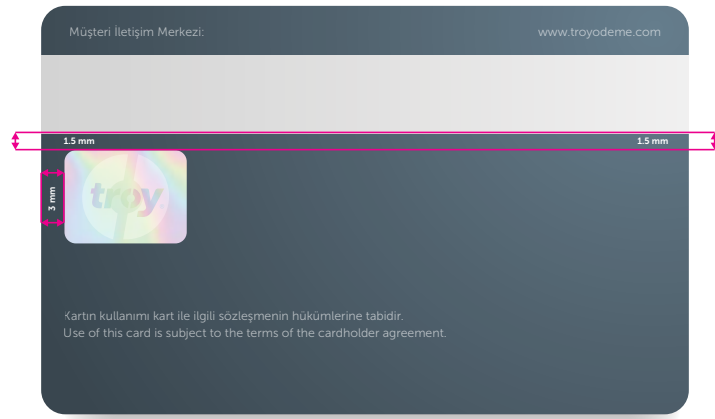 Müşteri İletişim Merkezi: www.troyodeme.com
1.5 mm 1.5 mm
troy
3 mm
Kartın kullanımı kart ile ilgili sözleşmenin hükümlerine tabidir.
Use of this card is subject to the terms of the cardholder agreement.